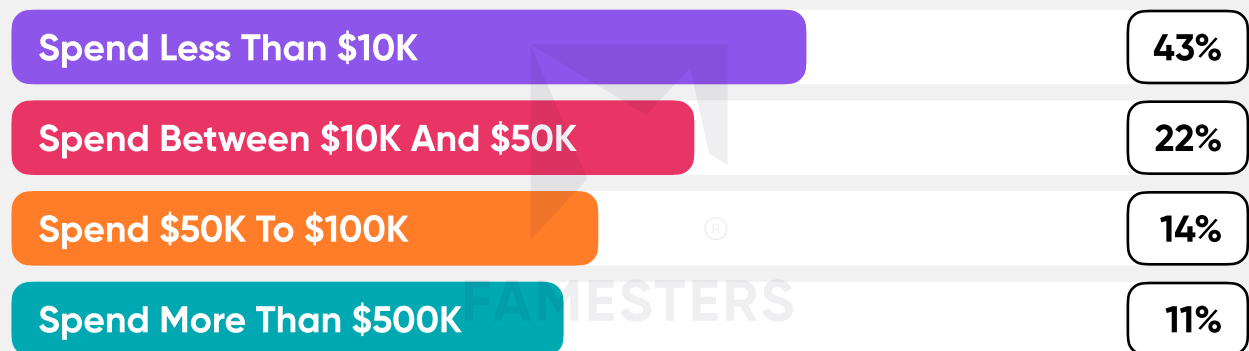 Spend Less Than $10K
43%
Spend Between $10K And $50K
22%
Spend $50K To $100K
14%
®
Spend More Than $500K
11%
FAMESTERS